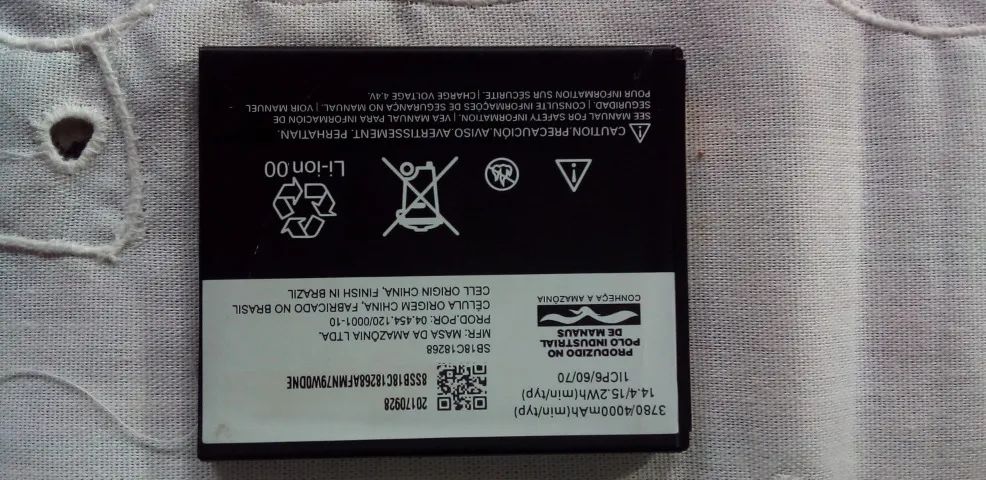 3780/4000mAh(min/typ)
14.4/15.2Wh(min/typ)
1ICP6/60/70
20170928
8SSB18C18268AFMN79W0DNE
PRODUZIDO NO
POLO INDUSTRIAL
DE MANAUS
CONHEÇA A AMAZÔNIA
SB18C18268
MFR: MASA DA AMAZÔNIA LTDA.
PROD.POR: 04.454.120/0001-10
CÉLULA ORIGEM CHINA, FABRICADO NO BRASIL
CELL ORIGIN CHINA, FINISH IN BRAZIL
Li-ion.00
CAUTION.PRECAUCIÓN.AVISO.AVERTISSEMENT. PERHATIAN.
SEE MANUAL FOR SAFETY INFORMATION. | VEA MANUAL PARA INFORMACIÓN DE
SEGURIDAD. | CONSULTE INFORMAÇÕES DE SEGURANÇA NO MANUAL. | VOIR MANUEL
POUR INFORMATION SUR SÉCURITÉ. | CHARGE VOLTAGE 4.4V.